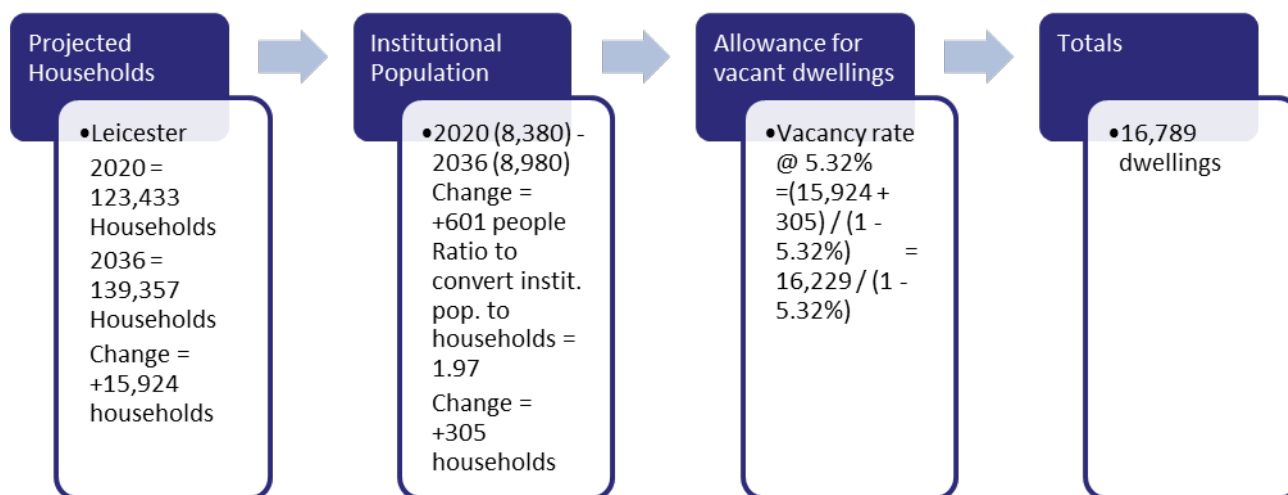 Projected
Households
•Leicester
2020 =
123,433
Households
2036 =
139,357
Households
Change =
+15,924
households
Institutional
Population
•2020 (8,380) -
2036 (8,980)
Change =
+601 people
Ratio to
convert instit.
pop. to
households =
1.97
Change =
+305
households
Allowance for
vacant dwellings
•Vacancy rate
@ 5.32%
=(15,924 +
305) / (1 -
5.32%) =
16,229 / (1 -
5.32%)
Totals
•16,789
dwellings